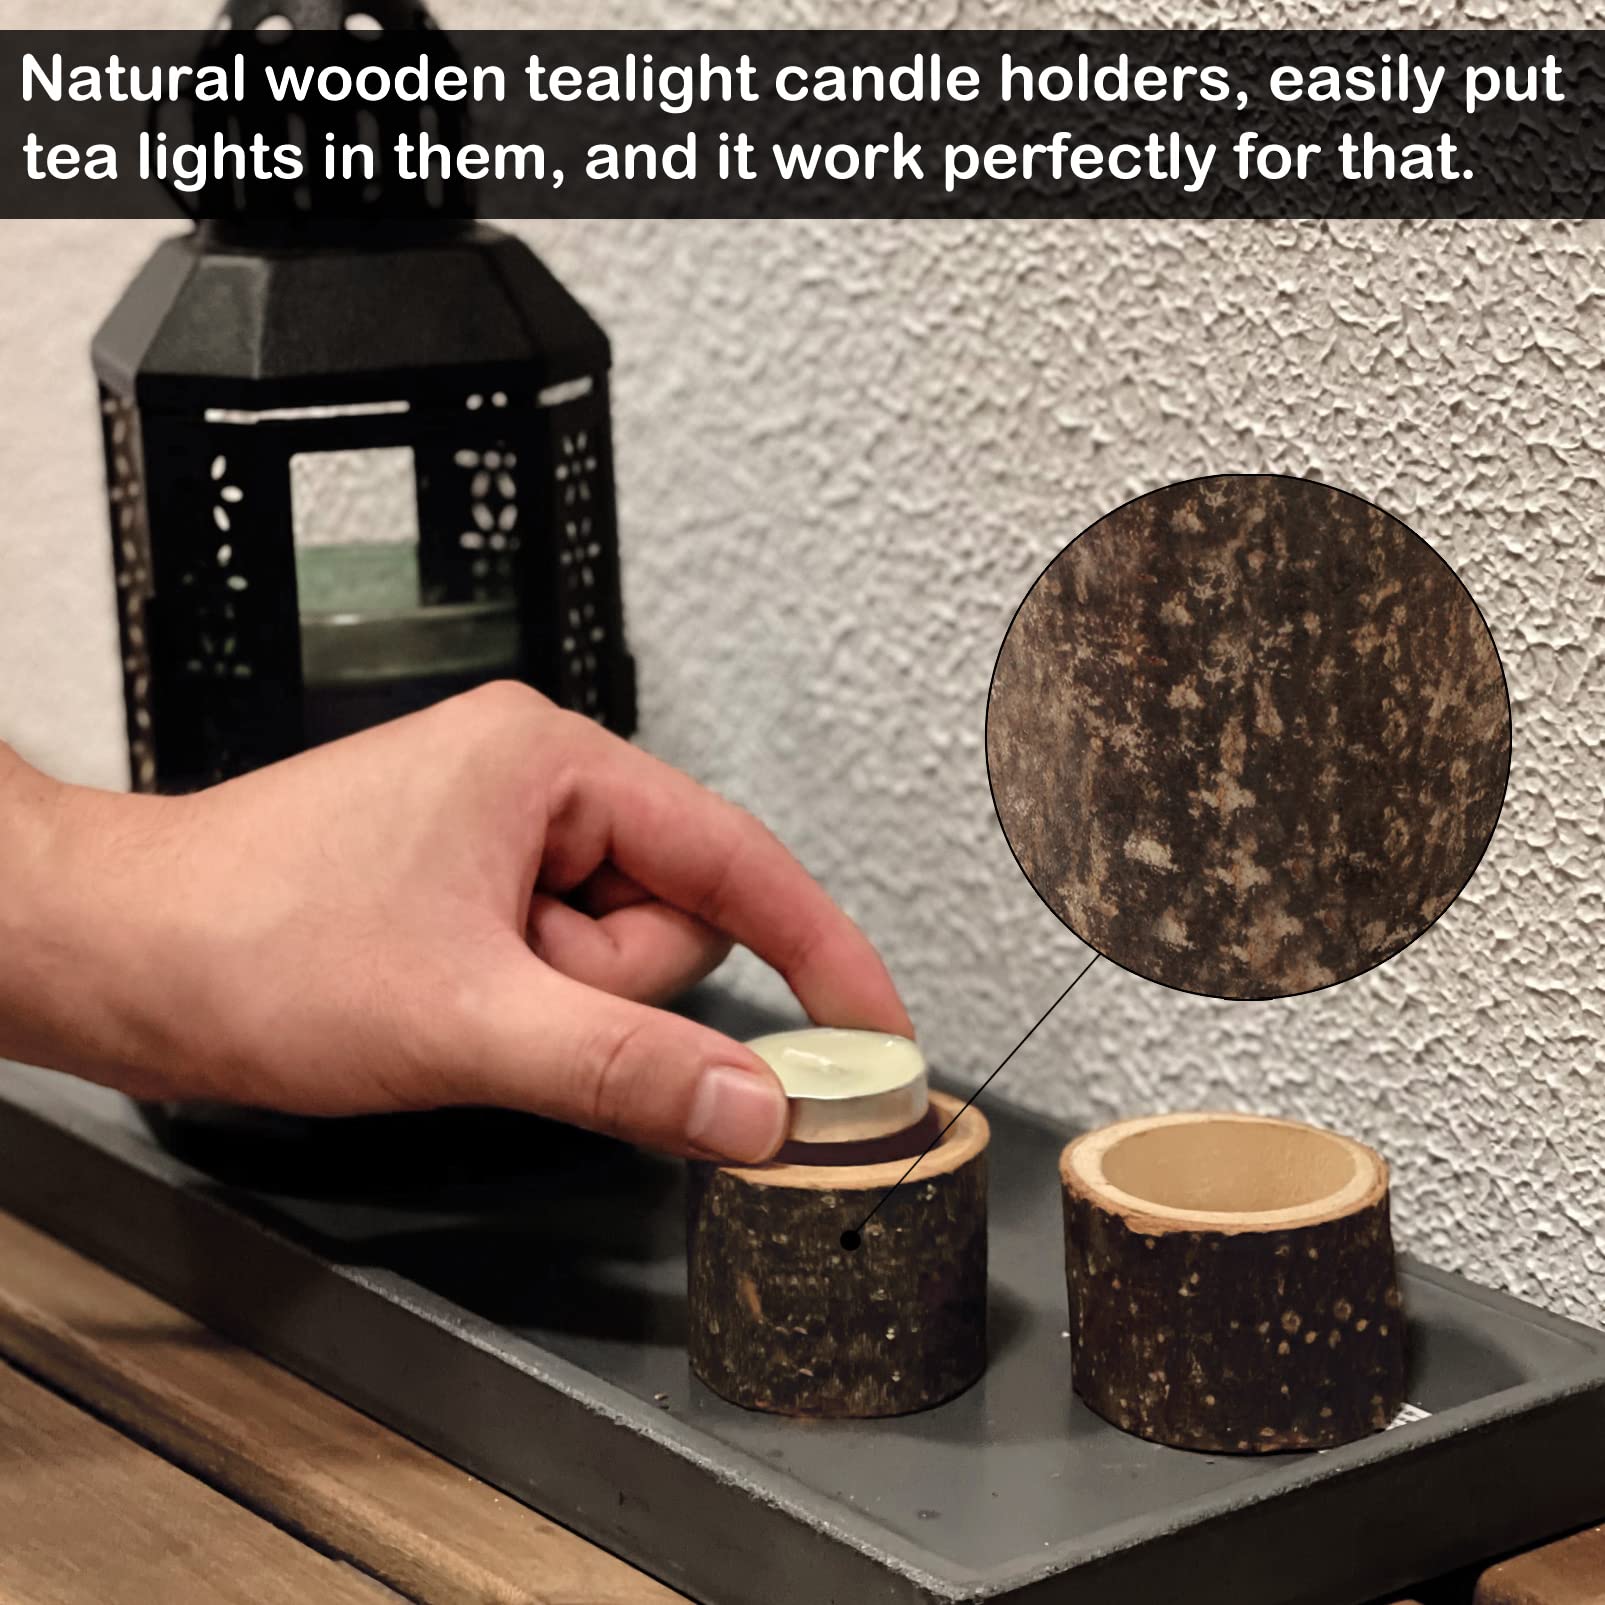 Natural wooden tealight candle holders, easily put
tea lights in them, and it work perfectly for that.